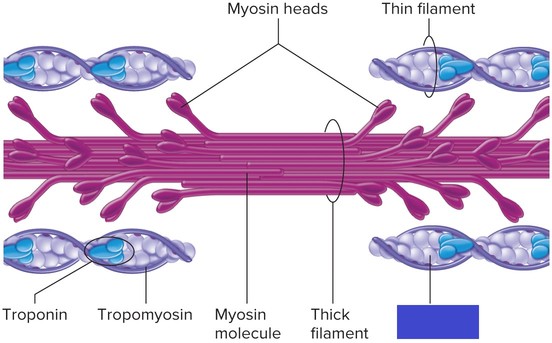 Myosin heads
Thin filament
Troponin
Tropomyosin
Myosin
molecule
Thick
filament